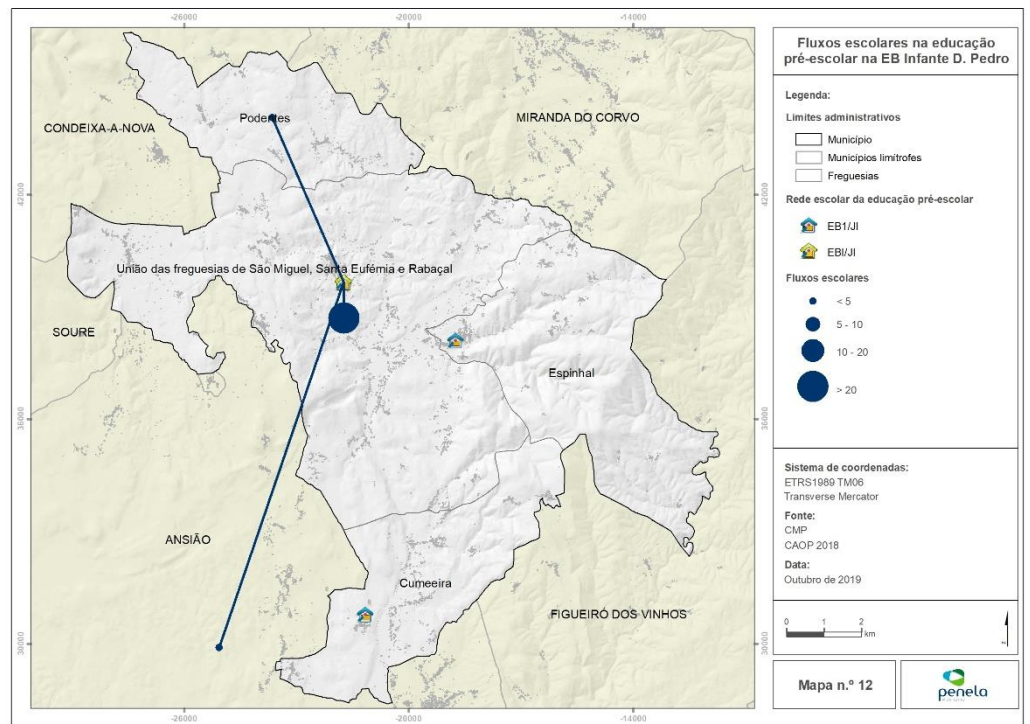 -26000
-20000
-14000
42000
36000
30000
42000
36000
30000
-26000
-20000
-14000
CONDEIXA-A-NOVA
Podentes
MIRANDA DO CORVO
União das freguesias de São Miguel, Santa Eufémia e Rabaçal
SOURE
Espinhal
ANSIÃO
Cumeeira
FIGUEIRÓ DOS VINHOS
Fluxos escolares na educação
pré-escolar na EB Infante D. Pedro
Legenda:
Limites administrativos
Município
Municípios limítrofes
Freguesias
Rede escolar da educação pré-escolar
EB1/JI
EBI/JI
Fluxos escolares
< 5
5 - 10
10 - 20
> 20
Sistema de coordenadas:
ETRS1989 TM06
Transverse Mercator
Fonte:
CMP
CAOP 2018
Data:
Outubro de 2019
0 1 2
km
Mapa n.º 12
penela